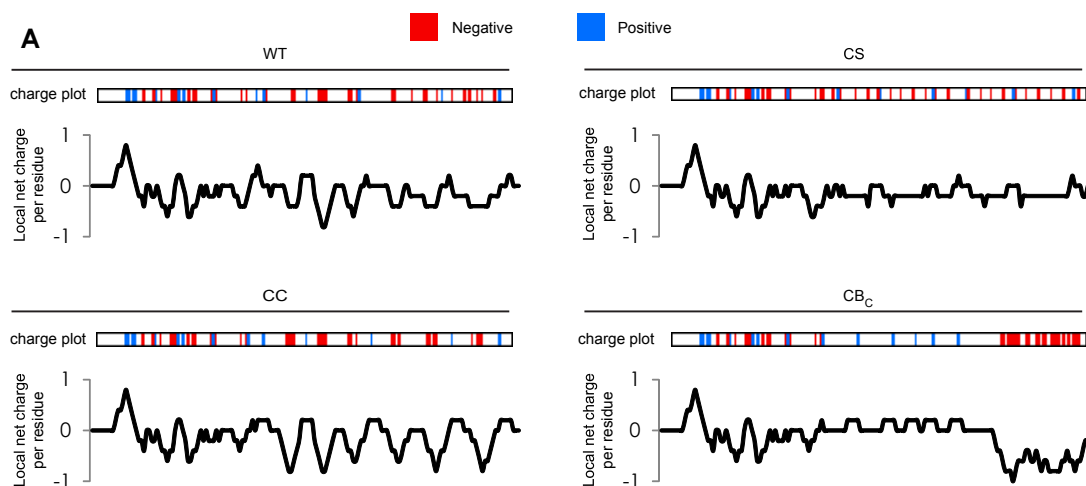 A
Negative
Positive
WT
charge plot
Local net charge
per residue
1
0
-1
CS
charge plot
Local net charge
per residue
1
0
-1
CC
charge plot
Local net charge
per residue
1
0
-1
CBC
charge plot
Local net charge
per residue
1
0
-1